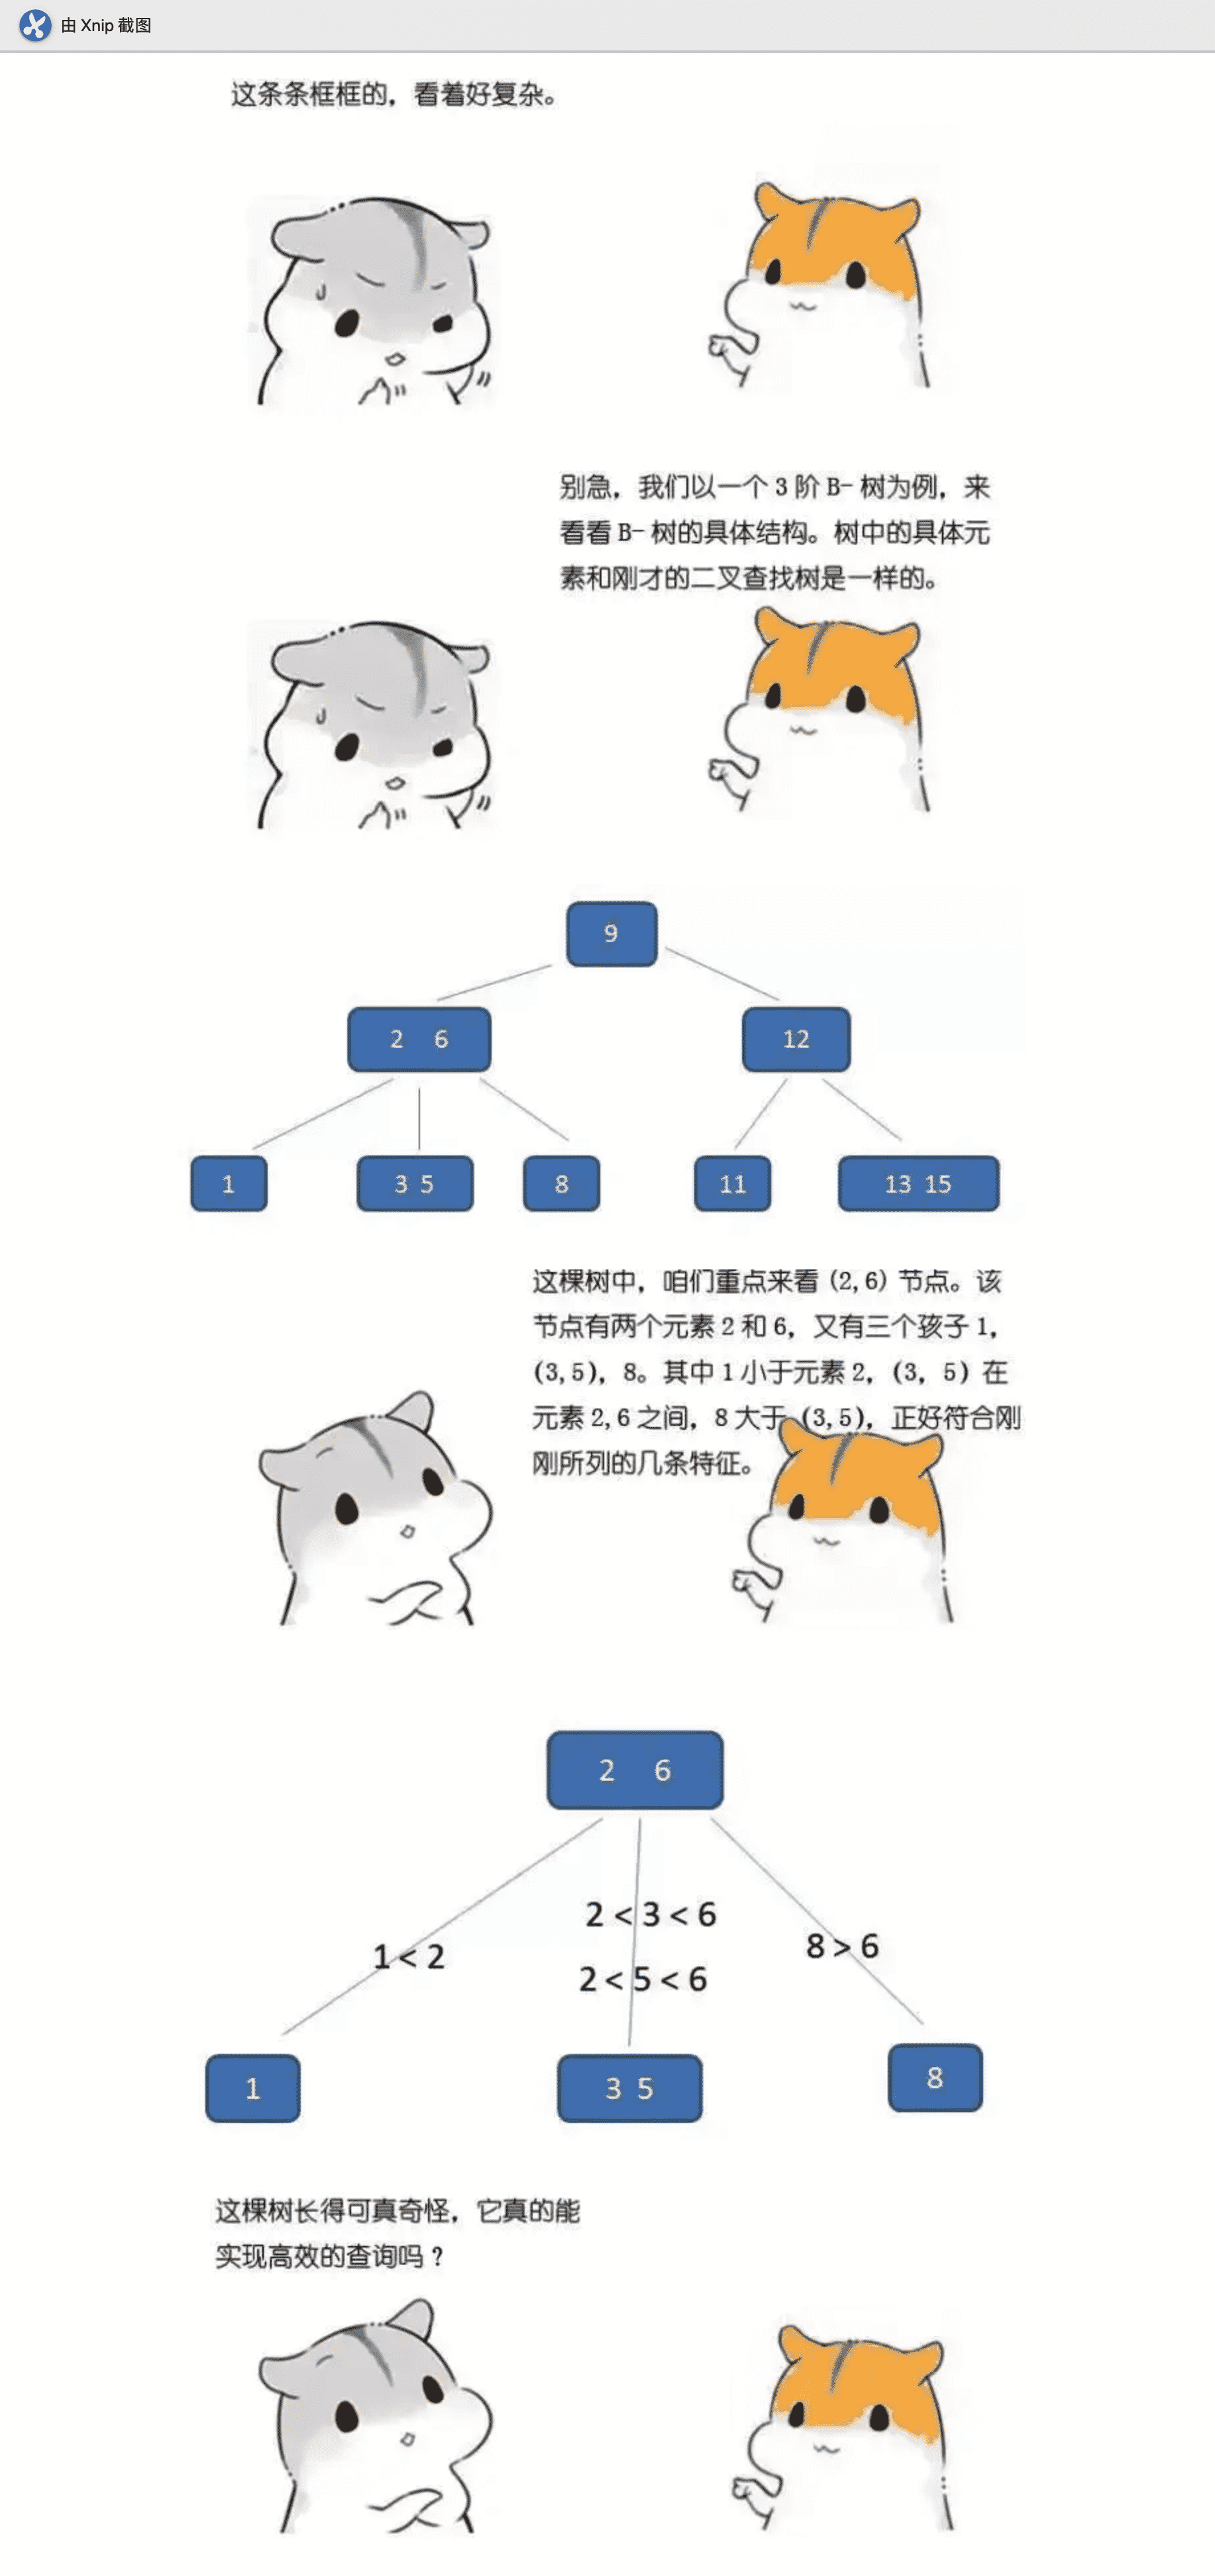 由 Xnip 截图
这条条框框的，看着好复杂。
别急，我们以一个 3 阶 B- 树为例，来
看看 B- 树的具体结构。树中的具体元
素和刚才的二叉查找树是一样的。
9
2 6
12
1
3 5
8
11
13 15
这棵树中，咱们重点来看 (2,6) 节点。该
节点有两个元素 2 和 6，又有三个孩子 1，
(3,5)，8。其中 1 小于元素 2，(3，5) 在
元素 2,6 之间，8 大于 (3,5)，正好符合刚
刚所列的几条特征。
2 6
2 < 3 < 6
1 < 2
8 > 6
2 < 5 < 6
1
3 5
8
这棵树长得可真奇怪，它真的能
实现高效的查询吗？